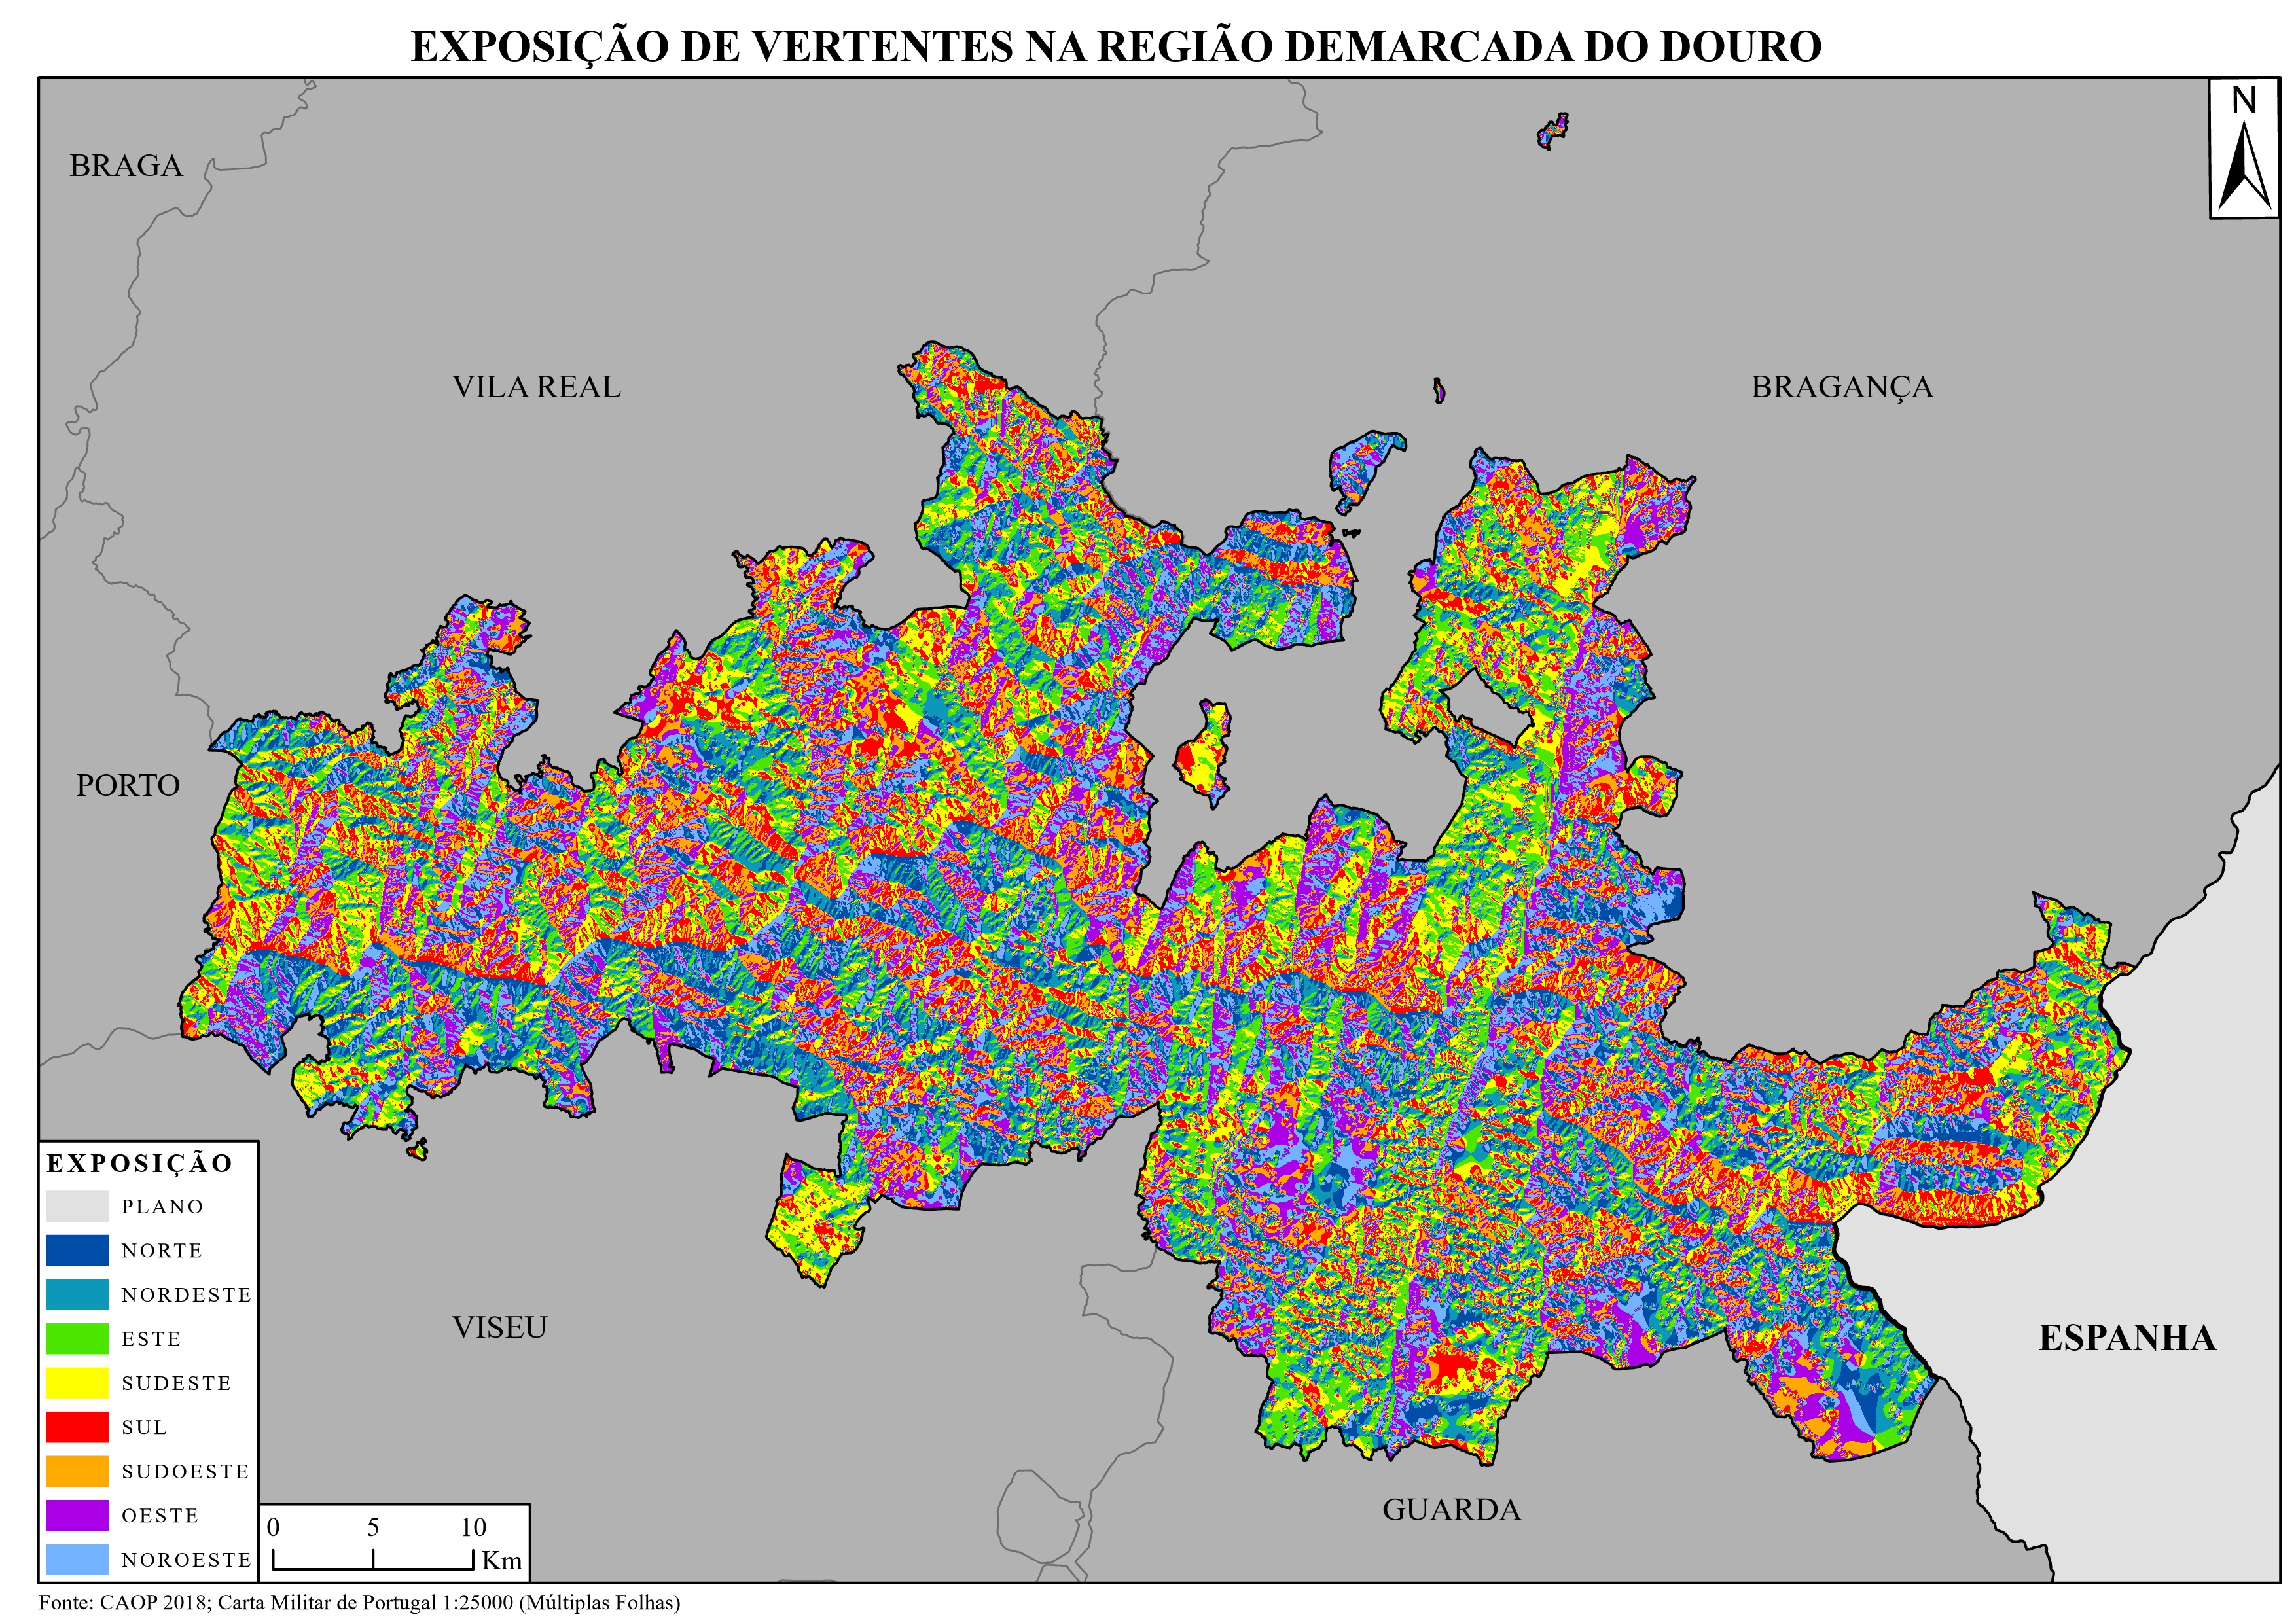 EXPOSIÇÃO DE VERTENTES NA REGIÃO DEMARCADA DO DOURO
N
BRAGA
VILA REAL
BRAGANÇA
PORTO
VISEU
GUARDA
ESPANHA
EXPOSIÇÃO
PLANO
NORTE
NORDESTE
ESTE
SUDESTE
SUL
SUDOESTE
OESTE
NOROESTE
0 5 10
Km
Fonte: CAOP 2018; Carta Militar de Portugal 1:25000 (Múltiplas Folhas)